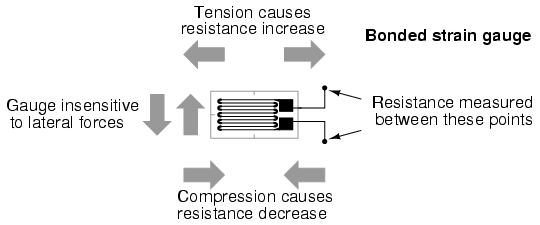 Tension causes
resistance increase
Bonded strain gauge
Gauge insensitive
to lateral forces
Resistance measured
between these points
Compression causes
resistance decrease